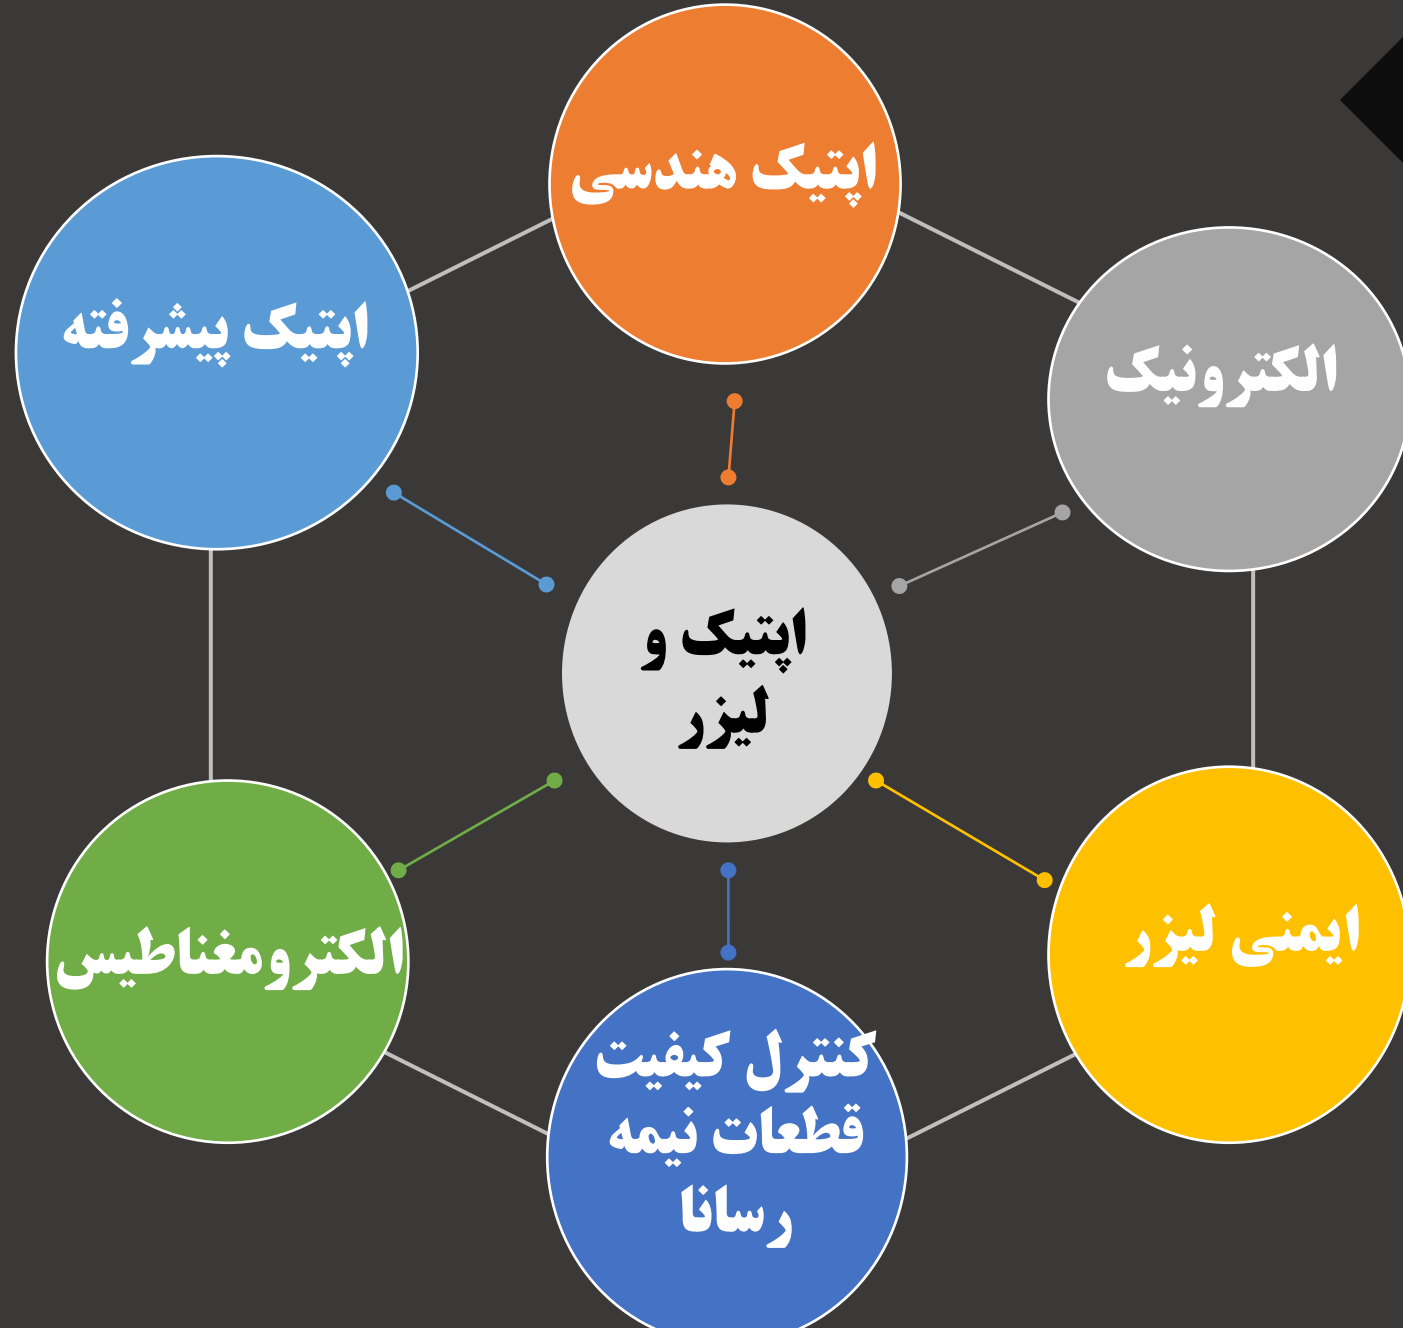 اپتیک هندسی
اپتیک پیشرفته
الکترونیک
اپتیک و
لیزر
الکترومغناطیس
ایمنی لیزر
کنترل کیفیت
قطعات نیمه
رسانا